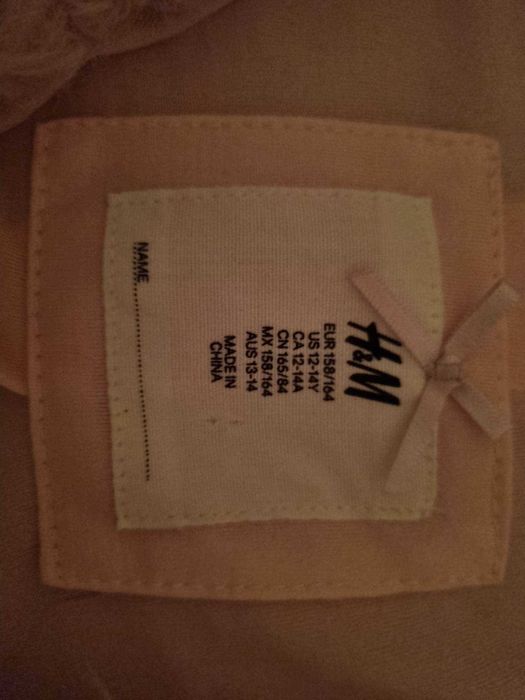 H&M
EUR 158/164
US 12-14Y
CA 12-14A
CN 165/84
MX 158/164
AUS 13-14
MADE IN
CHINA
NAME